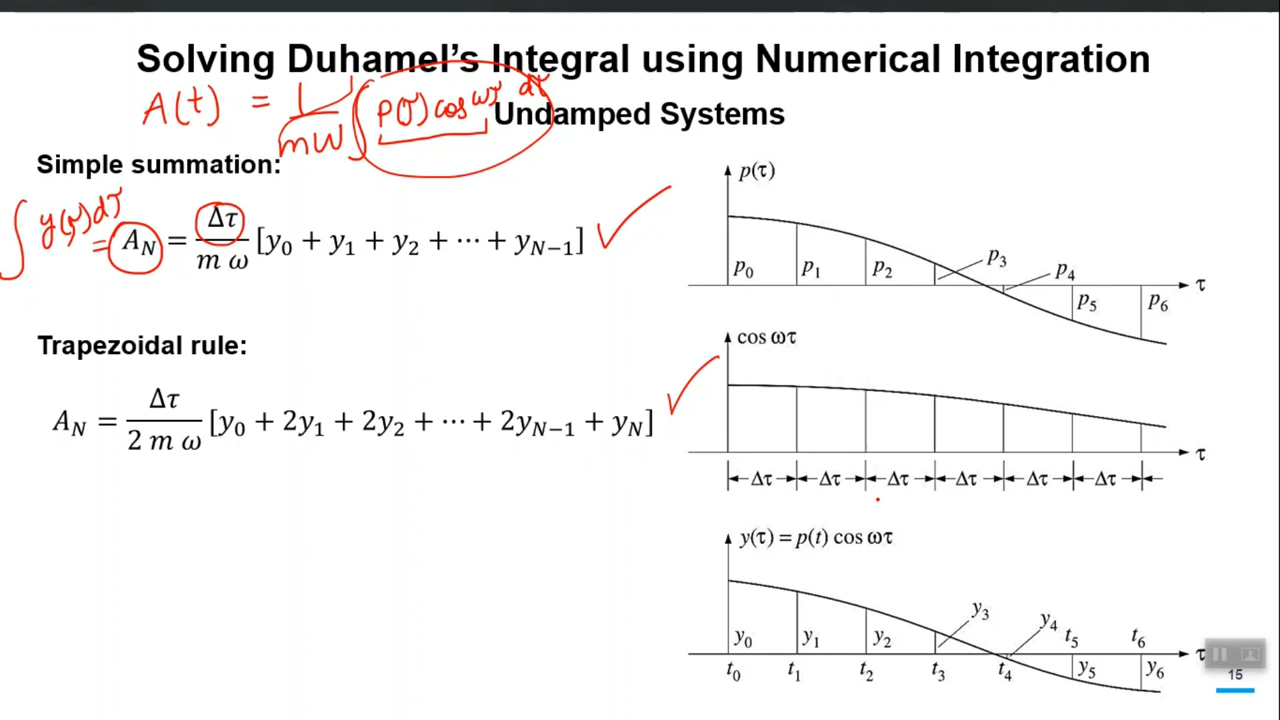 Solving Duhamel's Integral using Numerical Integration
A(t) = 1/mω ∫ P(τ) cos ωτ dτ
Undamped Systems
Simple summation:
∫ y(τ) dτ = A_N = Δτ/(m ω) [y_0 + y_1 + y_2 + ⋯ + y_{N−1}]
Trapezoidal rule:
A_N = Δτ/(2 m ω) [y_0 + 2y_1 + 2y_2 + ⋯ + 2y_{N−1} + y_N]
p(τ)
p_0 p_1 p_2 p_3 p_4 p_5 p_6 τ
cos ωτ
τ
Δτ Δτ Δτ Δτ Δτ Δτ
y(τ) = p(t) cos ωτ
y_0 y_1 y_2 y_3 y_4 t_5 t_6 τ
t_0 t_1 t_2 t_3 t_4 y_5 y_6
15